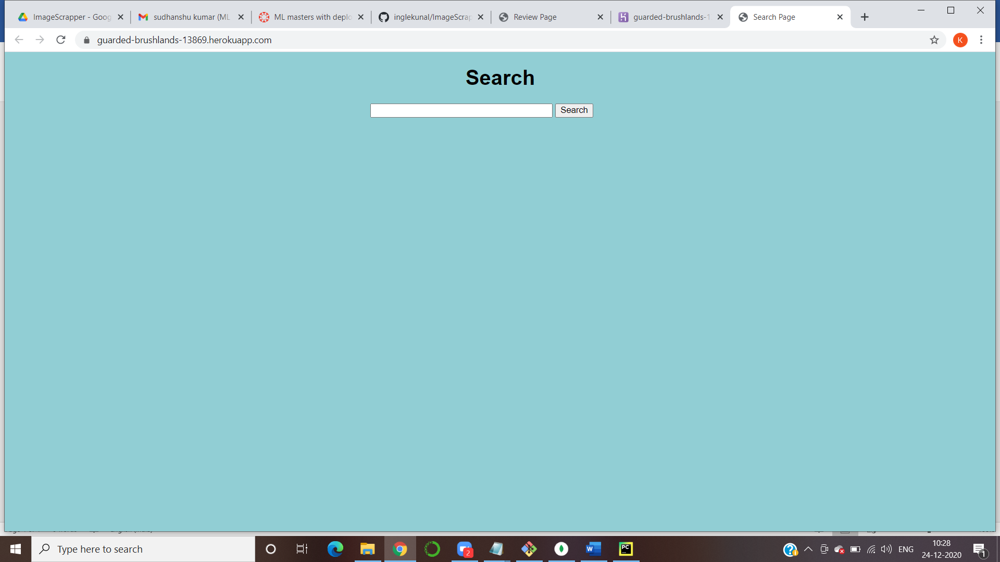 ImageScrapper - Goog
sudhanshu kumar (ML
ML masters with deplo
inglekunal/ImageScrap
Review Page
guarded-brushlands-1
Search Page
guarded-brushlands-13869.herokuapp.com
K
Search
Search
Type here to search
2
W
PC
ENG
10:28
24-12-2020
1